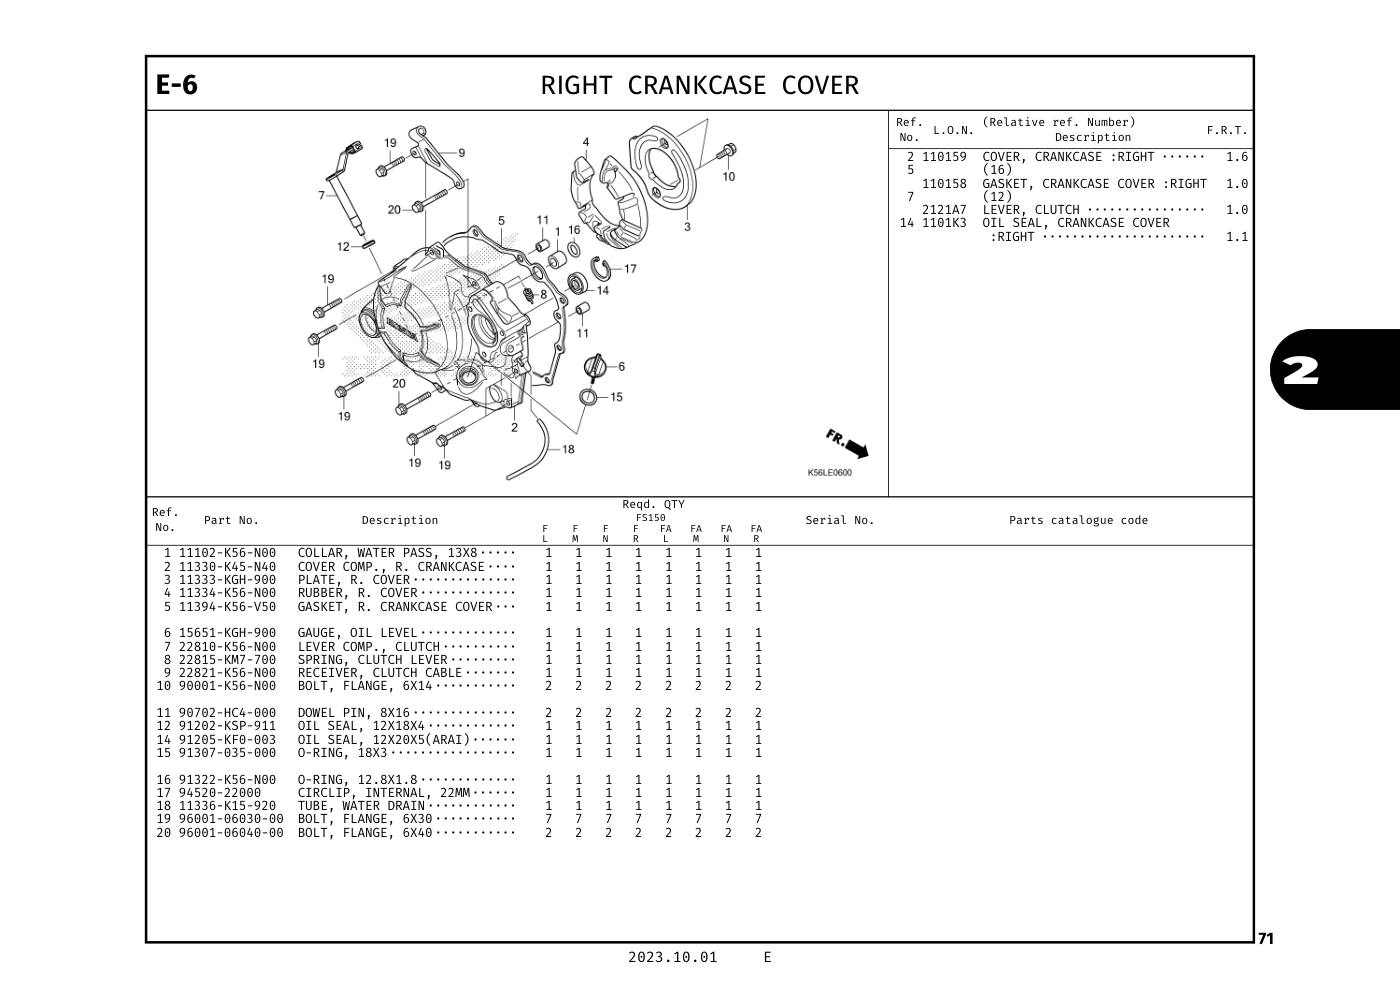 E-6
RIGHT CRANKCASE COVER
19
9
4
10
7
20
3
12
5
11
1
16
17
14
8
11
19
19
19
20
6
15
2
18
19
19
FR.
K56LE0600
Ref. No. L.O.N. (Relative ref. Number) Description F.R.T.
2 110159 COVER, CRANKCASE :RIGHT ······ 1.6
5 (16)
110158 GASKET, CRANKCASE COVER :RIGHT 1.0
7 (12)
2121A7 LEVER, CLUTCH ················ 1.0
14 1101K3 OIL SEAL, CRANKCASE COVER
:RIGHT ······················ 1.1
2
Reqd. QTY
Ref. No. Part No. Description FS150 Serial No. Parts catalogue code
F F F F FA FA FA FA
L M N R L M N R
1 11102-K56-N00 COLLAR, WATER PASS, 13X8····· 1 1 1 1 1 1 1 1
2 11330-K45-N40 COVER COMP., R. CRANKCASE···· 1 1 1 1 1 1 1 1
3 11333-KGH-900 PLATE, R. COVER·············· 1 1 1 1 1 1 1 1
4 11334-K56-N00 RUBBER, R. COVER············· 1 1 1 1 1 1 1 1
5 11394-K56-V50 GASKET, R. CRANKCASE COVER··· 1 1 1 1 1 1 1 1
6 15651-KGH-900 GAUGE, OIL LEVEL············· 1 1 1 1 1 1 1 1
7 22810-K56-N00 LEVER COMP., CLUTCH·········· 1 1 1 1 1 1 1 1
8 22815-KM7-700 SPRING, CLUTCH LEVER········· 1 1 1 1 1 1 1 1
9 22821-K56-N00 RECEIVER, CLUTCH CABLE······· 1 1 1 1 1 1 1 1
10 90001-K56-N00 BOLT, FLANGE, 6X14··········· 2 2 2 2 2 2 2 2
11 90702-HC4-000 DOWEL PIN, 8X16·············· 2 2 2 2 2 2 2 2
12 91202-KSP-911 OIL SEAL, 12X18X4············ 1 1 1 1 1 1 1 1
14 91205-KF0-003 OIL SEAL, 12X20X5(ARAI)······ 1 1 1 1 1 1 1 1
15 91307-035-000 O-RING, 18X3················· 1 1 1 1 1 1 1 1
16 91322-K56-N00 O-RING, 12.8X1.8············· 1 1 1 1 1 1 1 1
17 94520-22000 CIRCLIP, INTERNAL, 22MM······ 1 1 1 1 1 1 1 1
18 11336-K15-920 TUBE, WATER DRAIN············ 1 1 1 1 1 1 1 1
19 96001-06030-00 BOLT, FLANGE, 6X30··········· 7 7 7 7 7 7 7 7
20 96001-06040-00 BOLT, FLANGE, 6X40··········· 2 2 2 2 2 2 2 2
71
2023.10.01 E